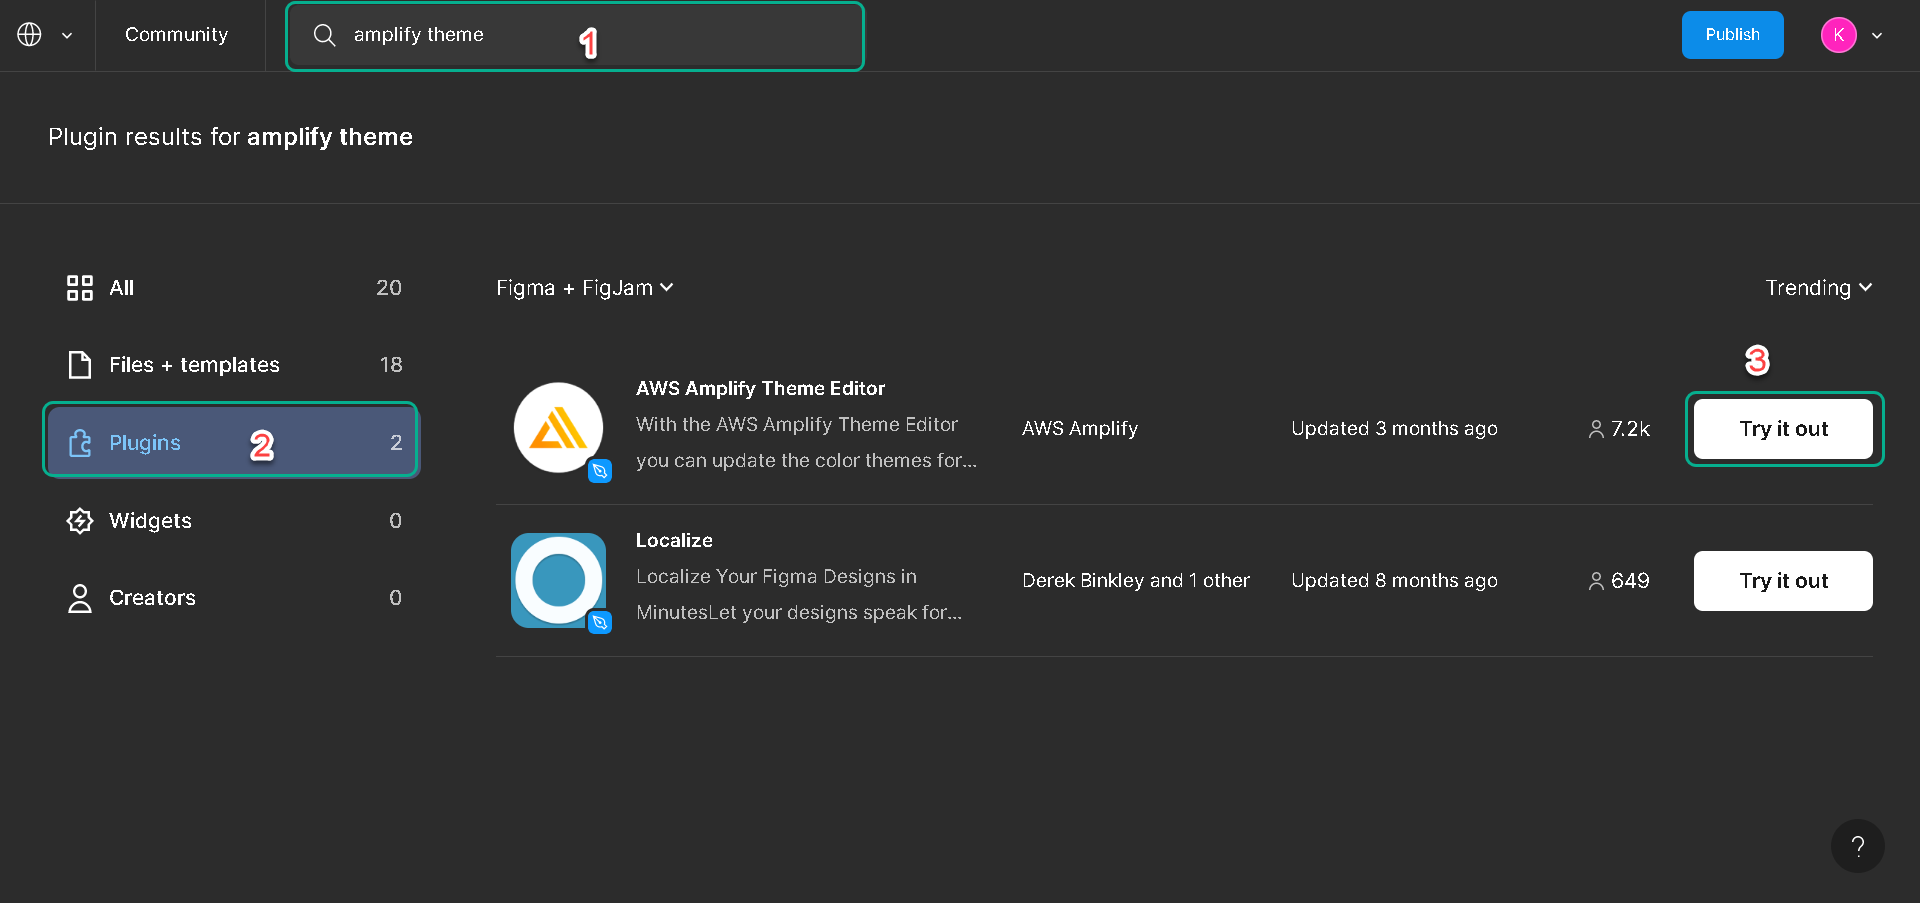 Community
amplify theme
1
Publish
K
Plugin results for amplify theme
All 20
Files + templates 18
Plugins 2 2
Widgets 0
Creators 0
Figma + FigJam
Trending
3
AWS Amplify Theme Editor
With the AWS Amplify Theme Editor
you can update the color themes for...
AWS Amplify
Updated 3 months ago
7.2k
Try it out
Localize
Localize Your Figma Designs in
MinutesLet your designs speak for...
Derek Binkley and 1 other
Updated 8 months ago
649
Try it out
?